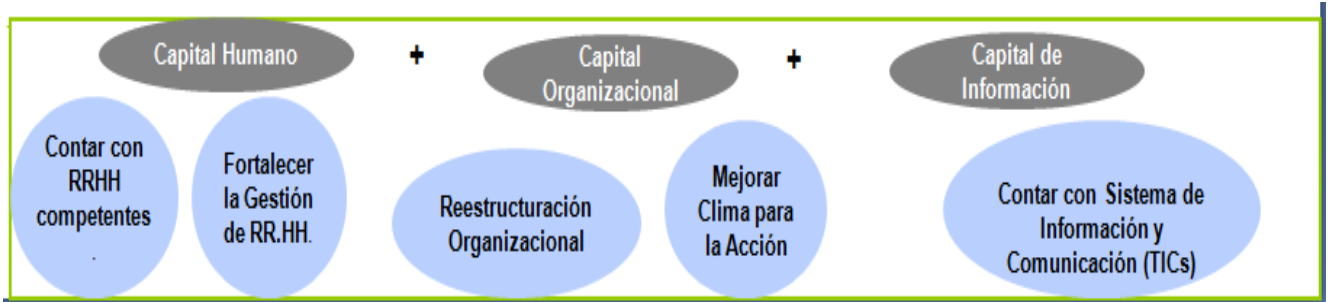 Capital Humano
+
Capital
Organizacional
+
Capital de
Información
Contar con
RRHH
competentes
.
Fortalecer
la Gestión
de RR.HH.
Reestructuración
Organizacional
Mejorar
Clima para
la Acción
Contar con Sistema de
Información y
Comunicación (TICs)